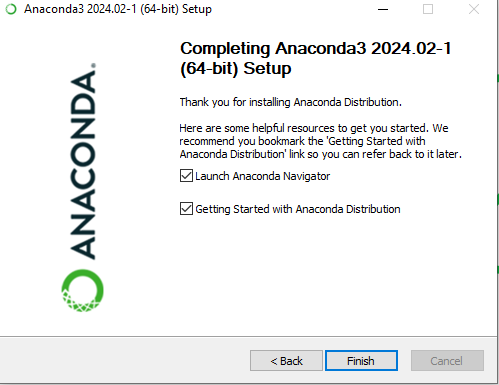 Anaconda3 2024.02-1 (64-bit) Setup
Completing Anaconda3 2024.02-1
(64-bit) Setup
Thank you for installing Anaconda Distribution.
Here are some helpful resources to get you started. We
recommend you bookmark the 'Getting Started with
Anaconda Distribution' link so you can refer back to it later.
Launch Anaconda Navigator
Getting Started with Anaconda Distribution
ANACONDA.
< Back
Finish
Cancel